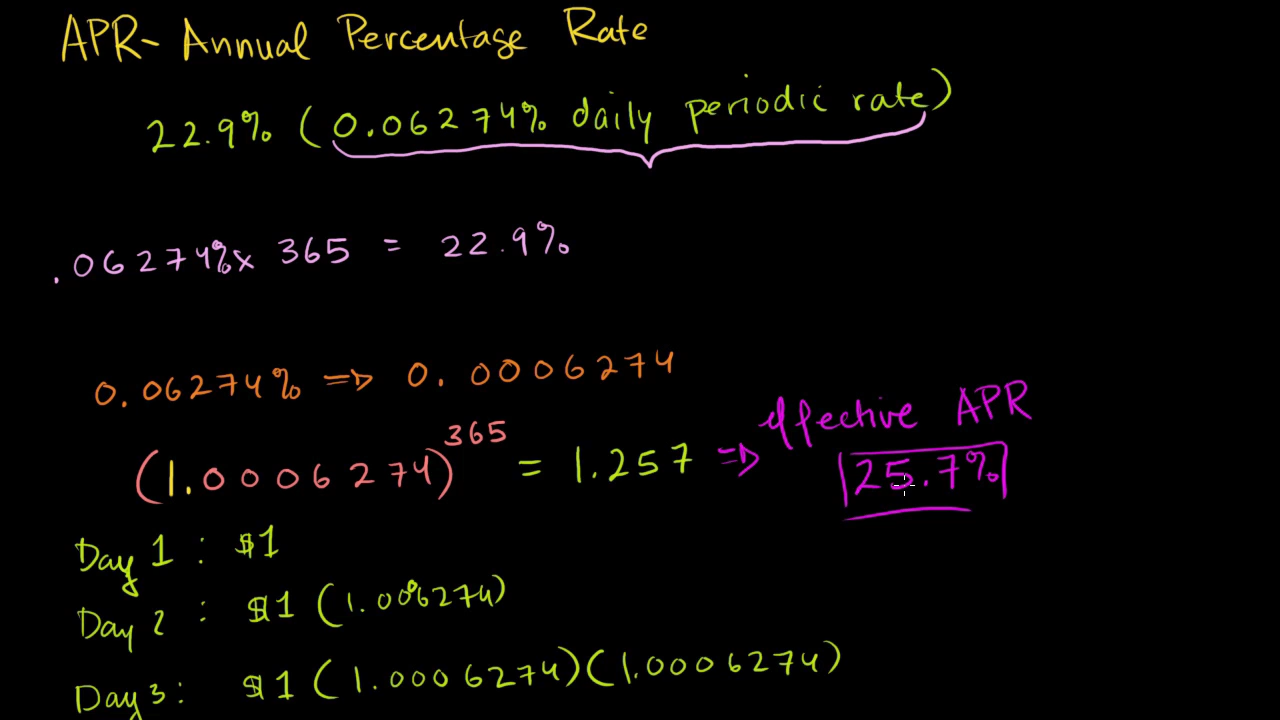 APR- Annual Percentage Rate
22.9% (0.06274% daily periodic rate)
.06274% x 365 = 22.9%
0.06274% => 0.0006274
(1.0006274)^365 = 1.257 => effective APR
25.7%
Day 1 : $1
Day 2 : $1 (1.0006274)
Day 3 : $1 (1.0006274)(1.0006274)